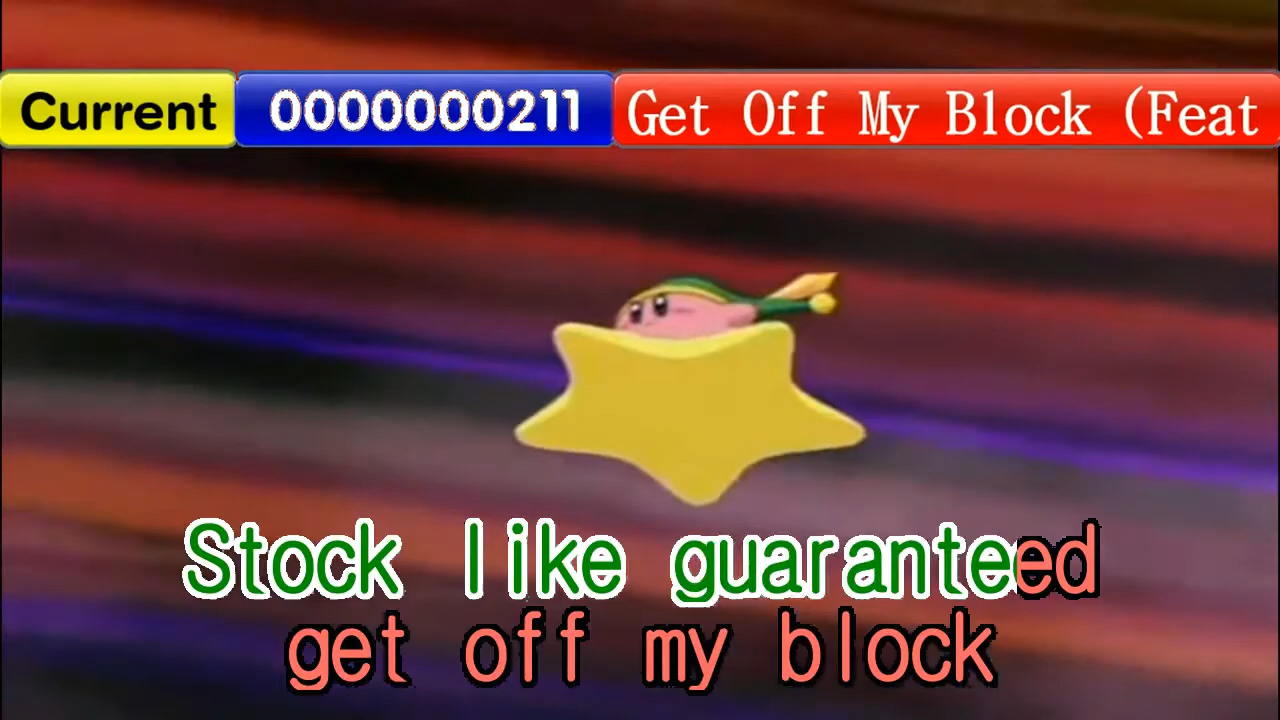 Current 0000000211 Get Off My Block (Feat
Stock like guaranteed
get off my block